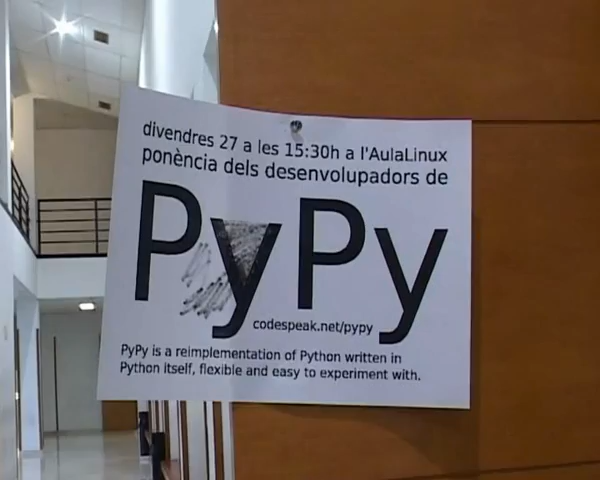 divendres 27 a les 15:30h a l'AulaLinux
ponència dels desenvolupadors de
PyPy
codespeak.net/pypy
PyPy is a reimplementation of Python written in
Python itself, flexible and easy to experiment with.